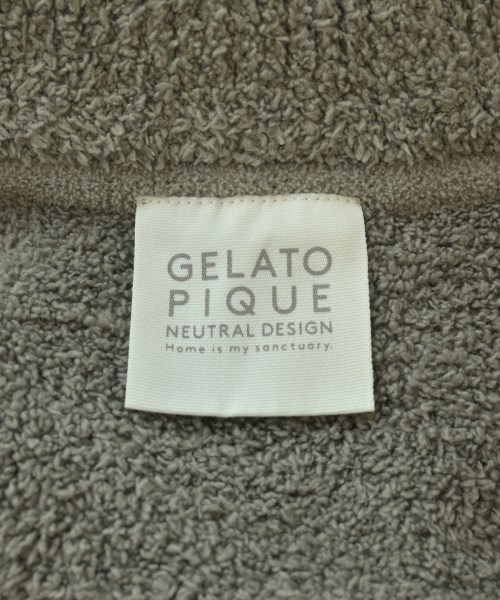 GELATO
PIQUE
NEUTRAL DESIGN
Home is my sanctuary.